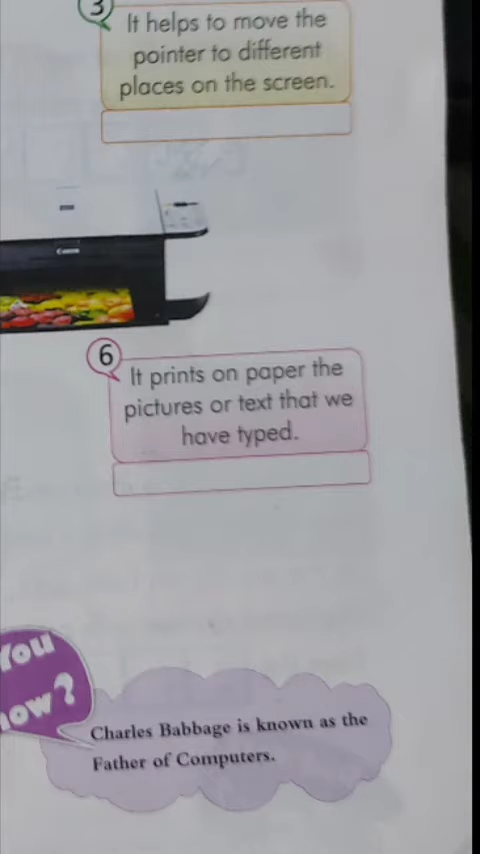 3
It helps to move the
pointer to different
places on the screen.
Canon
6
It prints on paper the
pictures or text that we
have typed.
You
now?
Charles Babbage is known as the
Father of Computers.